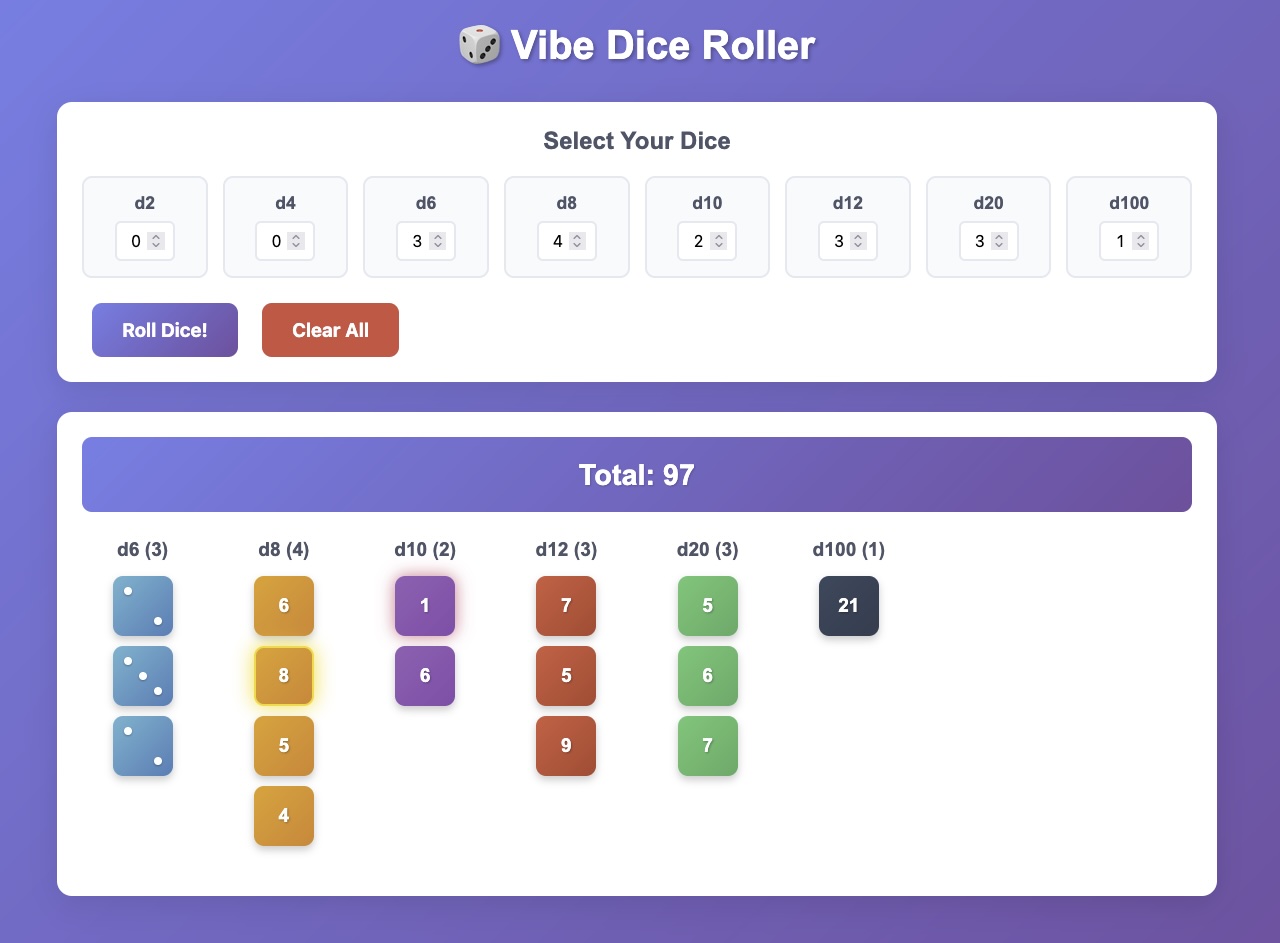 Vibe Dice Roller
Select Your Dice
d2 d4 d6 d8 d10 d12 d20 d100
0 0 3 4 2 3 3 1
Roll Dice! Clear All
Total: 97
d6 (3) d8 (4) d10 (2) d12 (3) d20 (3) d100 (1)
6 1 7 5 21
8 6 5 6
5 9 7
4